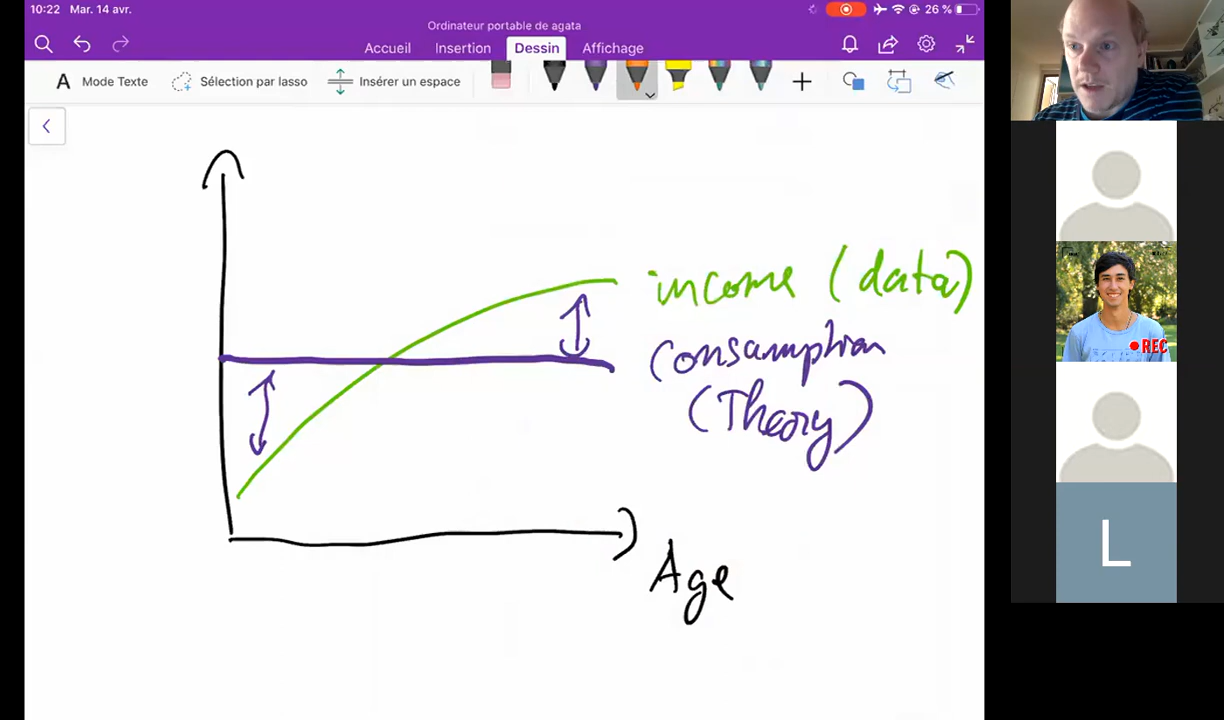 10:22 Mar. 14 avr.
26 %
Ordinateur portable de agata
Accueil Insertion Dessin Affichage
A Mode Texte Sélection par lasso Insérer un espace
income (data)
Consumption
(Theory)
Age
REC
L